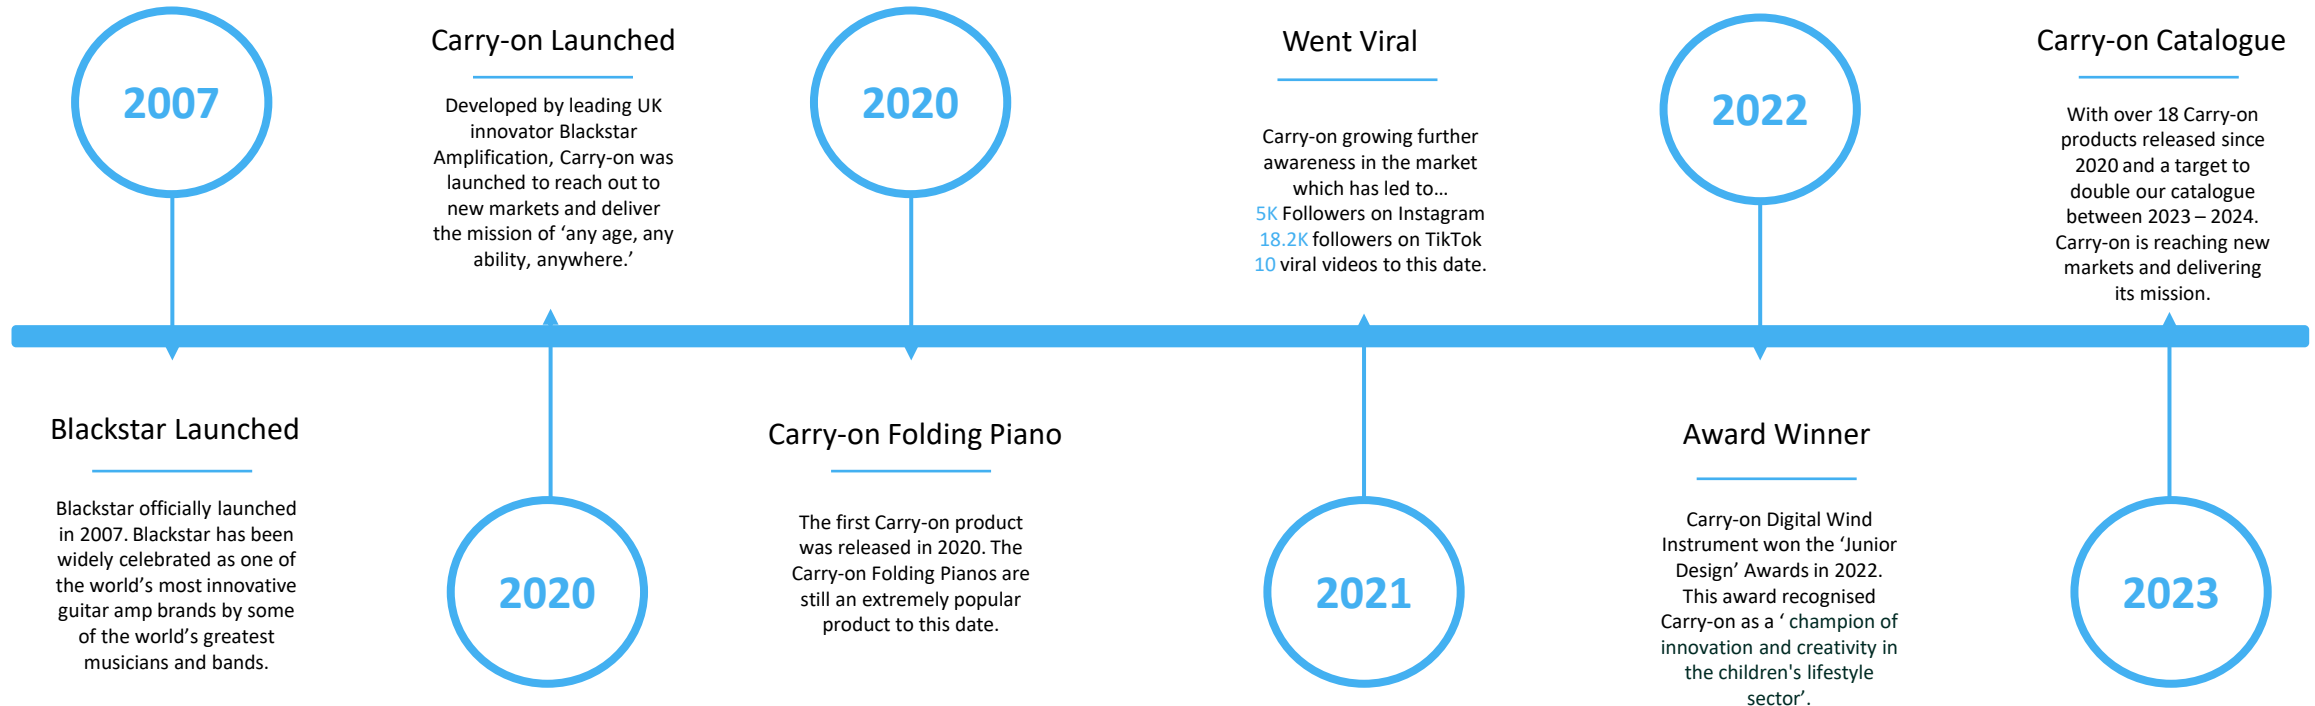 2007
Blackstar Launched
Blackstar officially launched
in 2007. Blackstar has been
widely celebrated as one of
the world’s most innovative
guitar amp brands by some
of the world’s greatest
musicians and bands.
Carry-on Launched
Developed by leading UK
innovator Blackstar
Amplification, Carry-on was
launched to reach out to
new markets and deliver
the mission of ‘any age, any
ability, anywhere.’
2020
2020
Carry-on Folding Piano
The first Carry-on product
was released in 2020. The
Carry-on Folding Pianos are
still an extremely popular
product to this date.
Went Viral
Carry-on growing further
awareness in the market
which has led to...
5K Followers on Instagram
18.2K followers on TikTok
10 viral videos to this date.
2021
2022
Award Winner
Carry-on Digital Wind
Instrument won the ‘Junior
Design’ Awards in 2022.
This award recognised
Carry-on as a ‘ champion of
innovation and creativity in
the children's lifestyle
sector’.
Carry-on Catalogue
With over 18 Carry-on
products released since
2020 and a target to
double our catalogue
between 2023 – 2024.
Carry-on is reaching new
markets and delivering
its mission.
2023